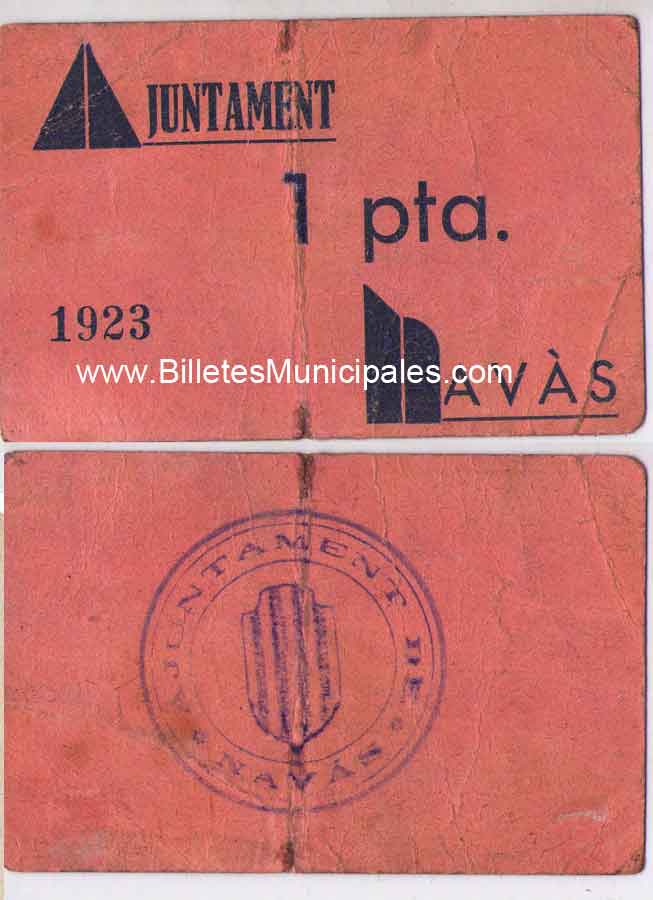 AJUNTAMENT
1 pta.
1923
www.BilletesMunicipales.com
NAVÀS
AJUNTAMENT DE
* NAVÀS *